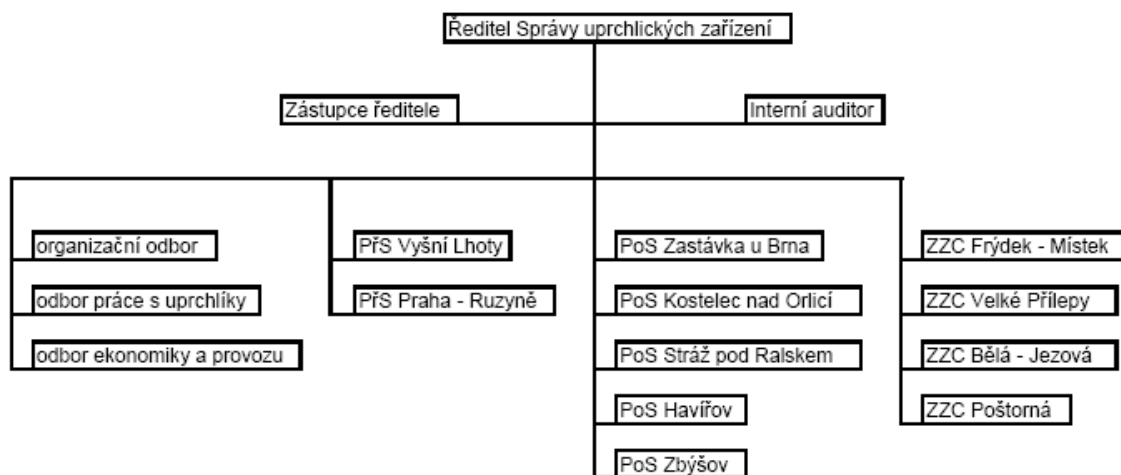 Ředitel Správy uprchlických zařízení
Zástupce ředitele
Interní auditor
organizační odbor
odbor práce s uprchlíky
odbor ekonomiky a provozu
PřS Vyšní Lhoty
PřS Praha - Ruzyně
PoS Zastávka u Brna
PoS Kostelec nad Orlicí
PoS Stráž pod Ralskem
PoS Havířov
PoS Zbýšov
ZZC Frýdek - Místek
ZZC Velké Přílepy
ZZC Bělá - Jezová
ZZC Poštorná